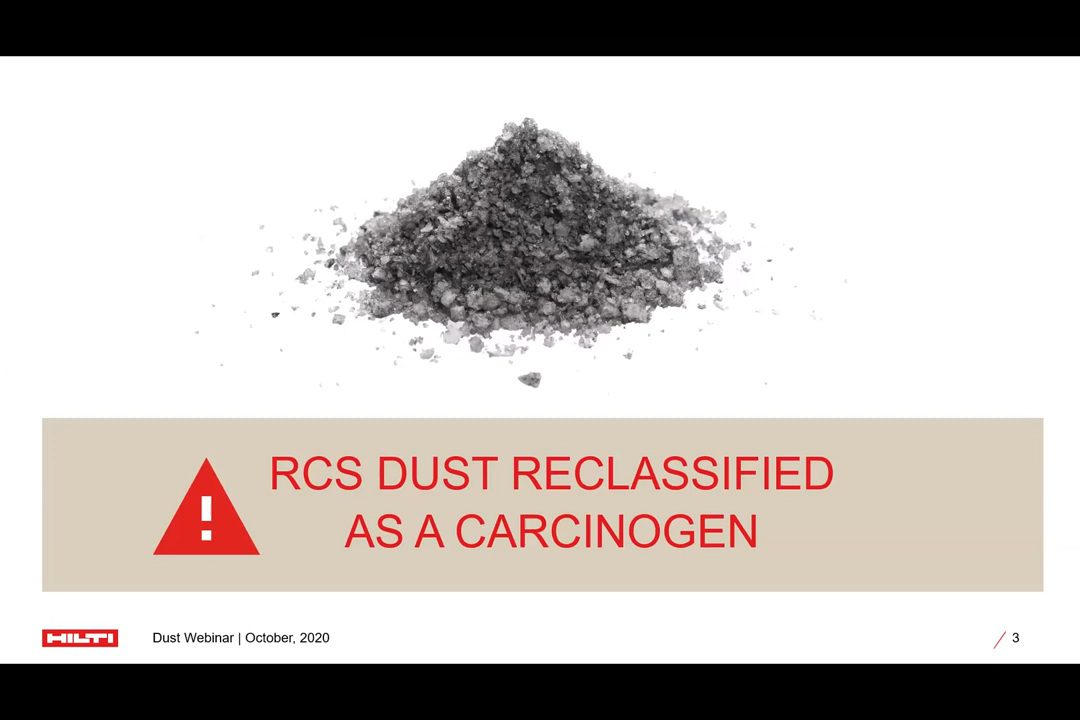 RCS DUST RECLASSIFIED
AS A CARCINOGEN
HILTI
Dust Webinar | October, 2020
3